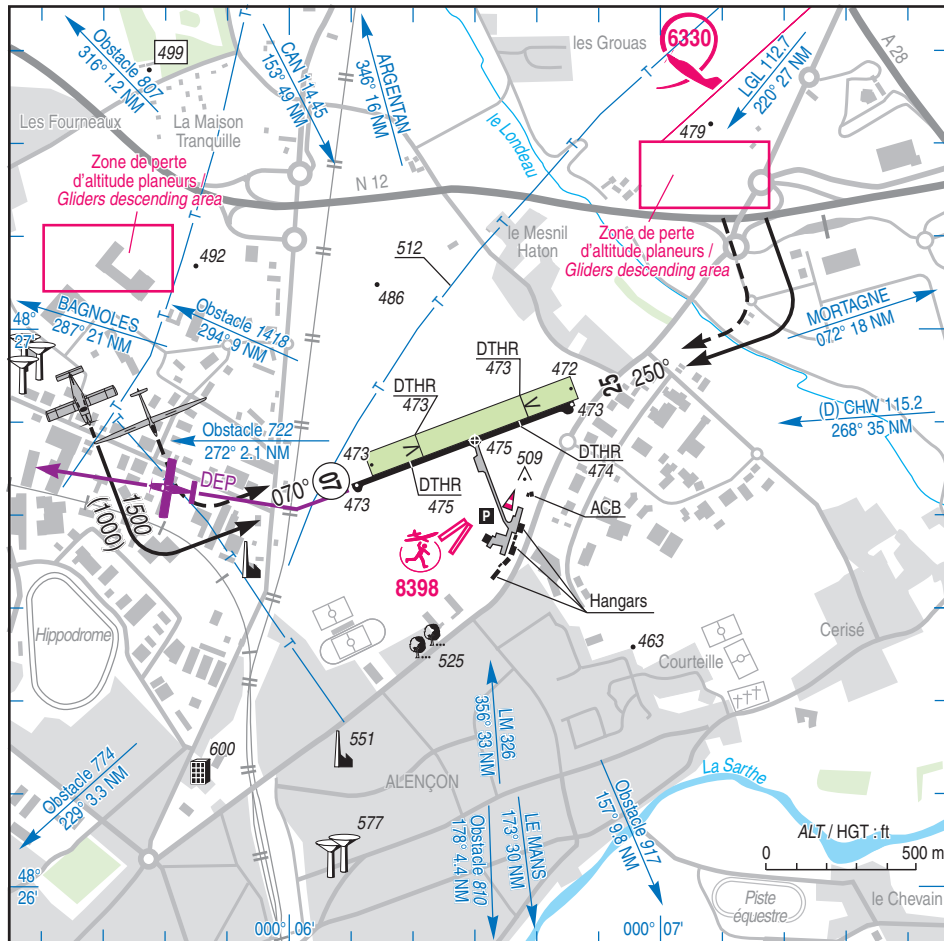 Obstacle 807
316° 1.2 NM
499
CAN 114.45
153° 49 NM
ARGENTAN
346° 16 NM
les Grouas
6330
LGL 112.7
220° 27 NM
A 28
Les Fourneaux
La Maison
Tranquille
le Londeau
479
Zone de perte
d'altitude planeurs /
Gliders descending area
N 12
le Mesnil
Haton
Zone de perte
d'altitude planeurs /
Gliders descending area
492
512
486
BAGNOLES
287° 21 NM
Obstacle 1418
294° 9 NM
MORTAGNE
072° 18 NM
48°
27'
DTHR
473
DTHR
473
472
25
250°
473
(D) CHW 115.2
268° 35 NM
Obstacle 722
272° 2.1 NM
473
475
509
DTHR
474
DEP
070°
07
473
DTHR
475
P
ACB
1500
(1000)
8398
Hangars
Hippodrome
525
463
Courteille
Cerisé
LM 326
356° 33 NM
600
551
ALENÇON
Obstacle 774
229° 3.3 NM
577
Obstacle 810
178° 4.4 NM
LE MANS
173° 30 NM
Obstacle 917
157° 9.8 NM
La Sarthe
ALT / HGT : ft
0
500 m
48°
26'
000° 06'
000° 07'
Piste
équestre
le Chevain
T
T
T
T
T
T
T
T
T
T